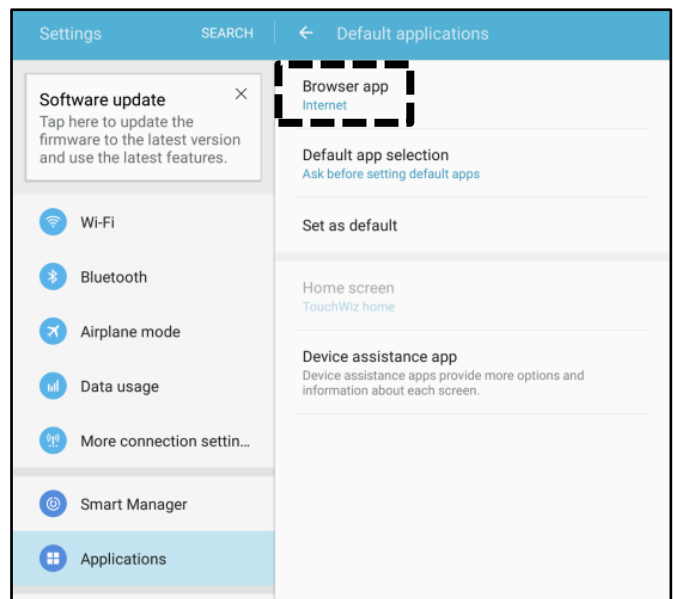 Settings
SEARCH
Default applications
Software update
Tap here to update the
firmware to the latest version
and use the latest features.
Wi-Fi
Bluetooth
Airplane mode
Data usage
More connection settin...
Smart Manager
Applications
Browser app
Internet
Default app selection
Ask before setting default apps
Set as default
Home screen
TouchWiz home
Device assistance app
Device assistance apps provide more options and
information about each screen.